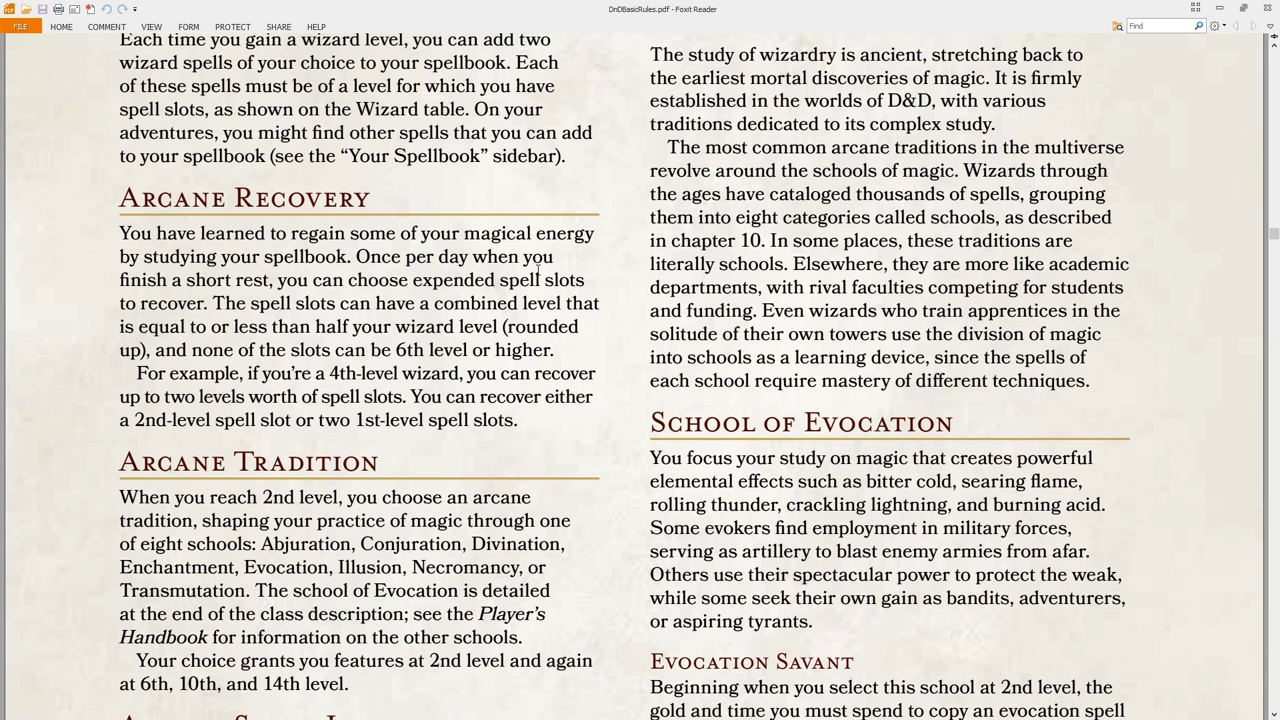 DnDBasicRules.pdf - Foxit Reader
FILE
HOME
COMMENT
VIEW
FORM
PROTECT
SHARE
HELP
Find
Each time you gain a wizard level, you can add two
wizard spells of your choice to your spellbook. Each
of these spells must be of a level for which you have
spell slots, as shown on the Wizard table. On your
adventures, you might find other spells that you can add
to your spellbook (see the “Your Spellbook” sidebar).
Arcane Recovery
You have learned to regain some of your magical energy
by studying your spellbook. Once per day when you
finish a short rest, you can choose expended spell slots
to recover. The spell slots can have a combined level that
is equal to or less than half your wizard level (rounded
up), and none of the slots can be 6th level or higher.
For example, if you’re a 4th-level wizard, you can recover
up to two levels worth of spell slots. You can recover either
a 2nd-level spell slot or two 1st-level spell slots.
Arcane Tradition
When you reach 2nd level, you choose an arcane
tradition, shaping your practice of magic through one
of eight schools: Abjuration, Conjuration, Divination,
Enchantment, Evocation, Illusion, Necromancy, or
Transmutation. The school of Evocation is detailed
at the end of the class description; see the Player’s
Handbook for information on the other schools.
Your choice grants you features at 2nd level and again
at 6th, 10th, and 14th level.
The study of wizardry is ancient, stretching back to
the earliest mortal discoveries of magic. It is firmly
established in the worlds of D&D, with various
traditions dedicated to its complex study.
The most common arcane traditions in the multiverse
revolve around the schools of magic. Wizards through
the ages have cataloged thousands of spells, grouping
them into eight categories called schools, as described
in chapter 10. In some places, these traditions are
literally schools. Elsewhere, they are more like academic
departments, with rival faculties competing for students
and funding. Even wizards who train apprentices in the
solitude of their own towers use the division of magic
into schools as a learning device, since the spells of
each school require mastery of different techniques.
School of Evocation
You focus your study on magic that creates powerful
elemental effects such as bitter cold, searing flame,
rolling thunder, crackling lightning, and burning acid.
Some evokers find employment in military forces,
serving as artillery to blast enemy armies from afar.
Others use their spectacular power to protect the weak,
while some seek their own gain as bandits, adventurers,
or aspiring tyrants.
Evocation Savant
Beginning when you select this school at 2nd level, the
gold and time you must spend to copy an evocation spell